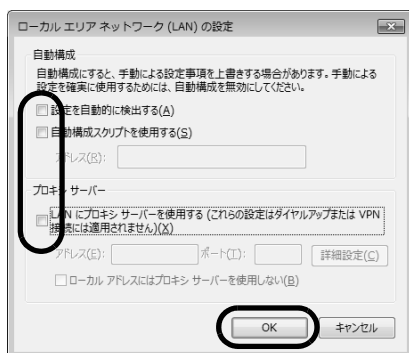 ローカル エリア ネットワーク (LAN) の設定
自動構成
自動構成にすると、手動による設定事項を上書きする場合があります。手動による
設定を確実に使用するためには、自動構成を無効にしてください。
設定を自動的に検出する(A)
自動構成スクリプトを使用する(S)
アドレス(R):
プロキシ サーバー
LAN にプロキシ サーバーを使用する (これらの設定はダイヤルアップまたは VPN
接続には適用されません)(X)
アドレス(E): ポート(T): 詳細設定(C)
ローカル アドレスにはプロキシ サーバーを使用しない(B)
OK キャンセル